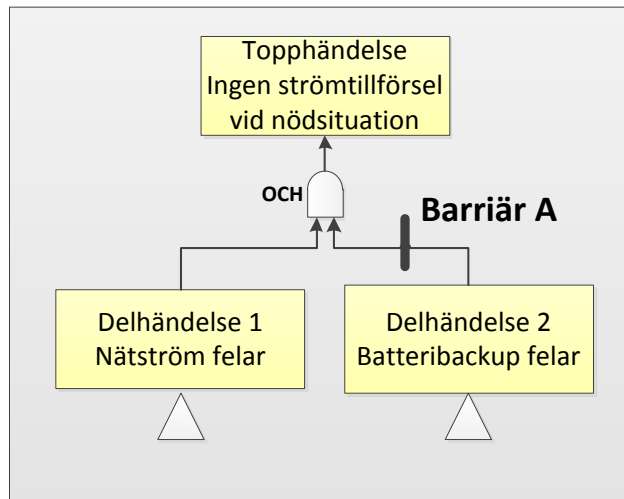 Topphändelse
Ingen strömtillförsel
vid nödsituation
OCH
Barriär A
Delhändelse 1
Nätström felar
Delhändelse 2
Batteribackup felar